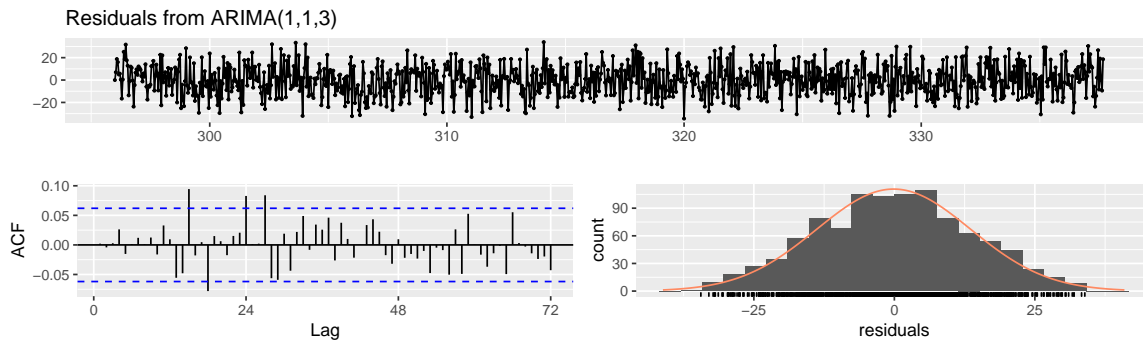 Residuals from ARIMA(1,1,3)
20
0
−20
300 310 320 330
0.10
0.05
0.00
−0.05
ACF
0 24 48 72
Lag
90
60
30
0
count
−25 0 25
residuals